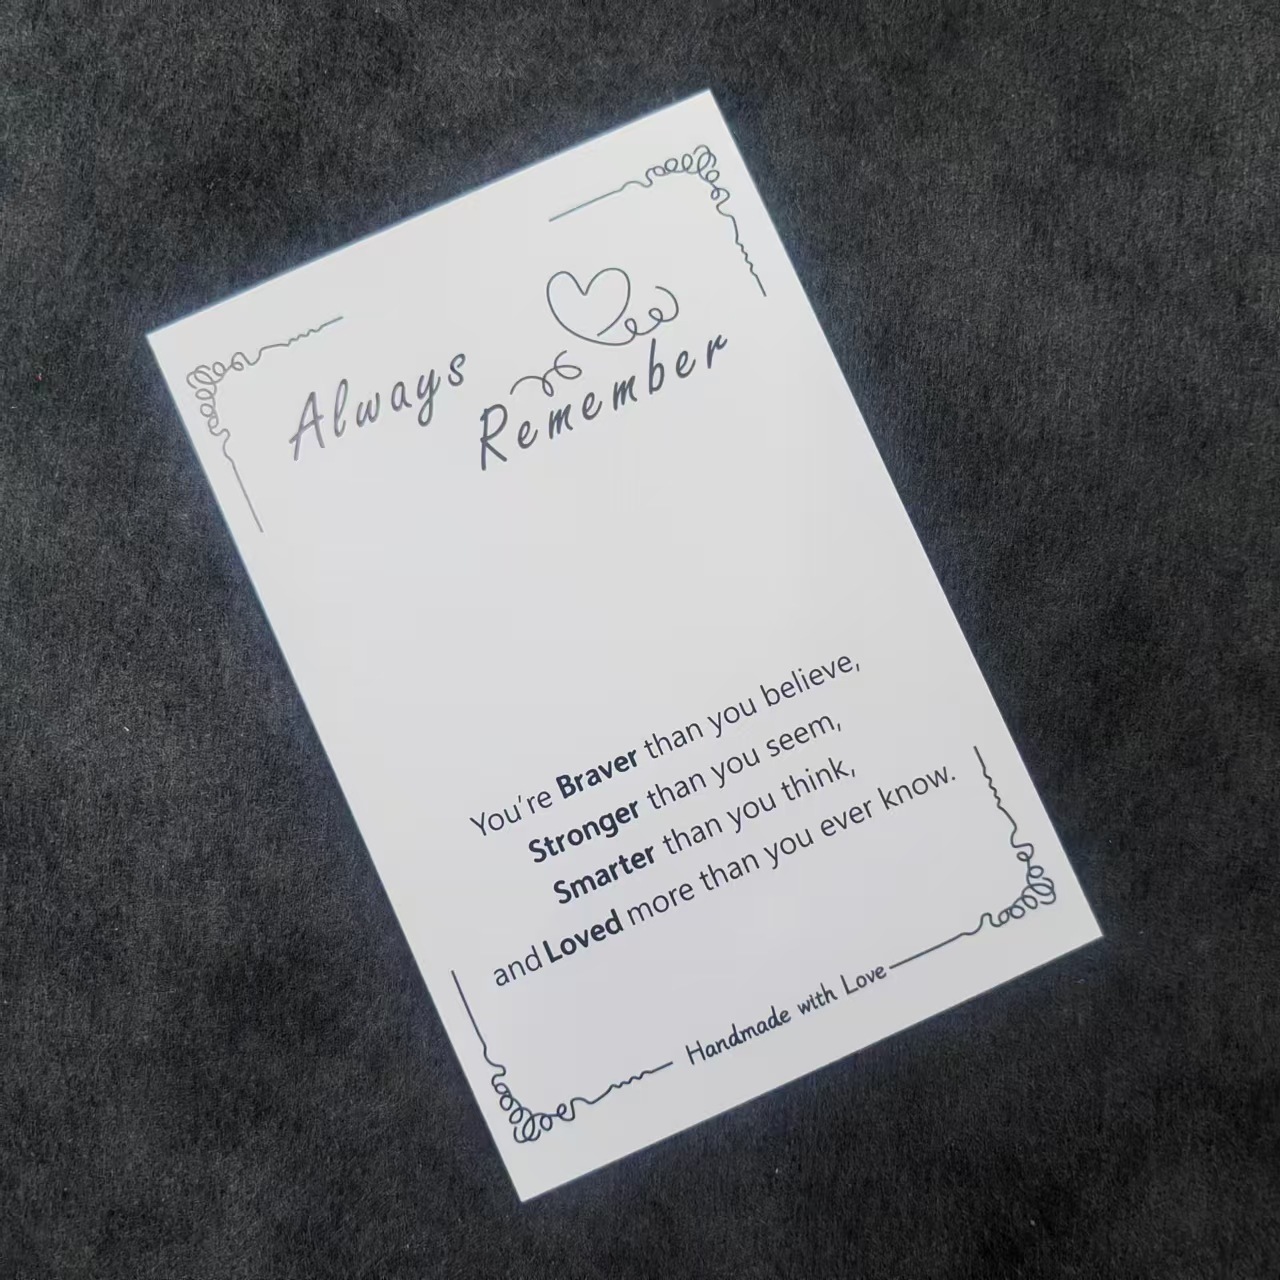 Always
Remember
You're Braver than you believe,
Stronger than you seem,
Smarter than you think,
and Loved more than you ever know.
Handmade with Love